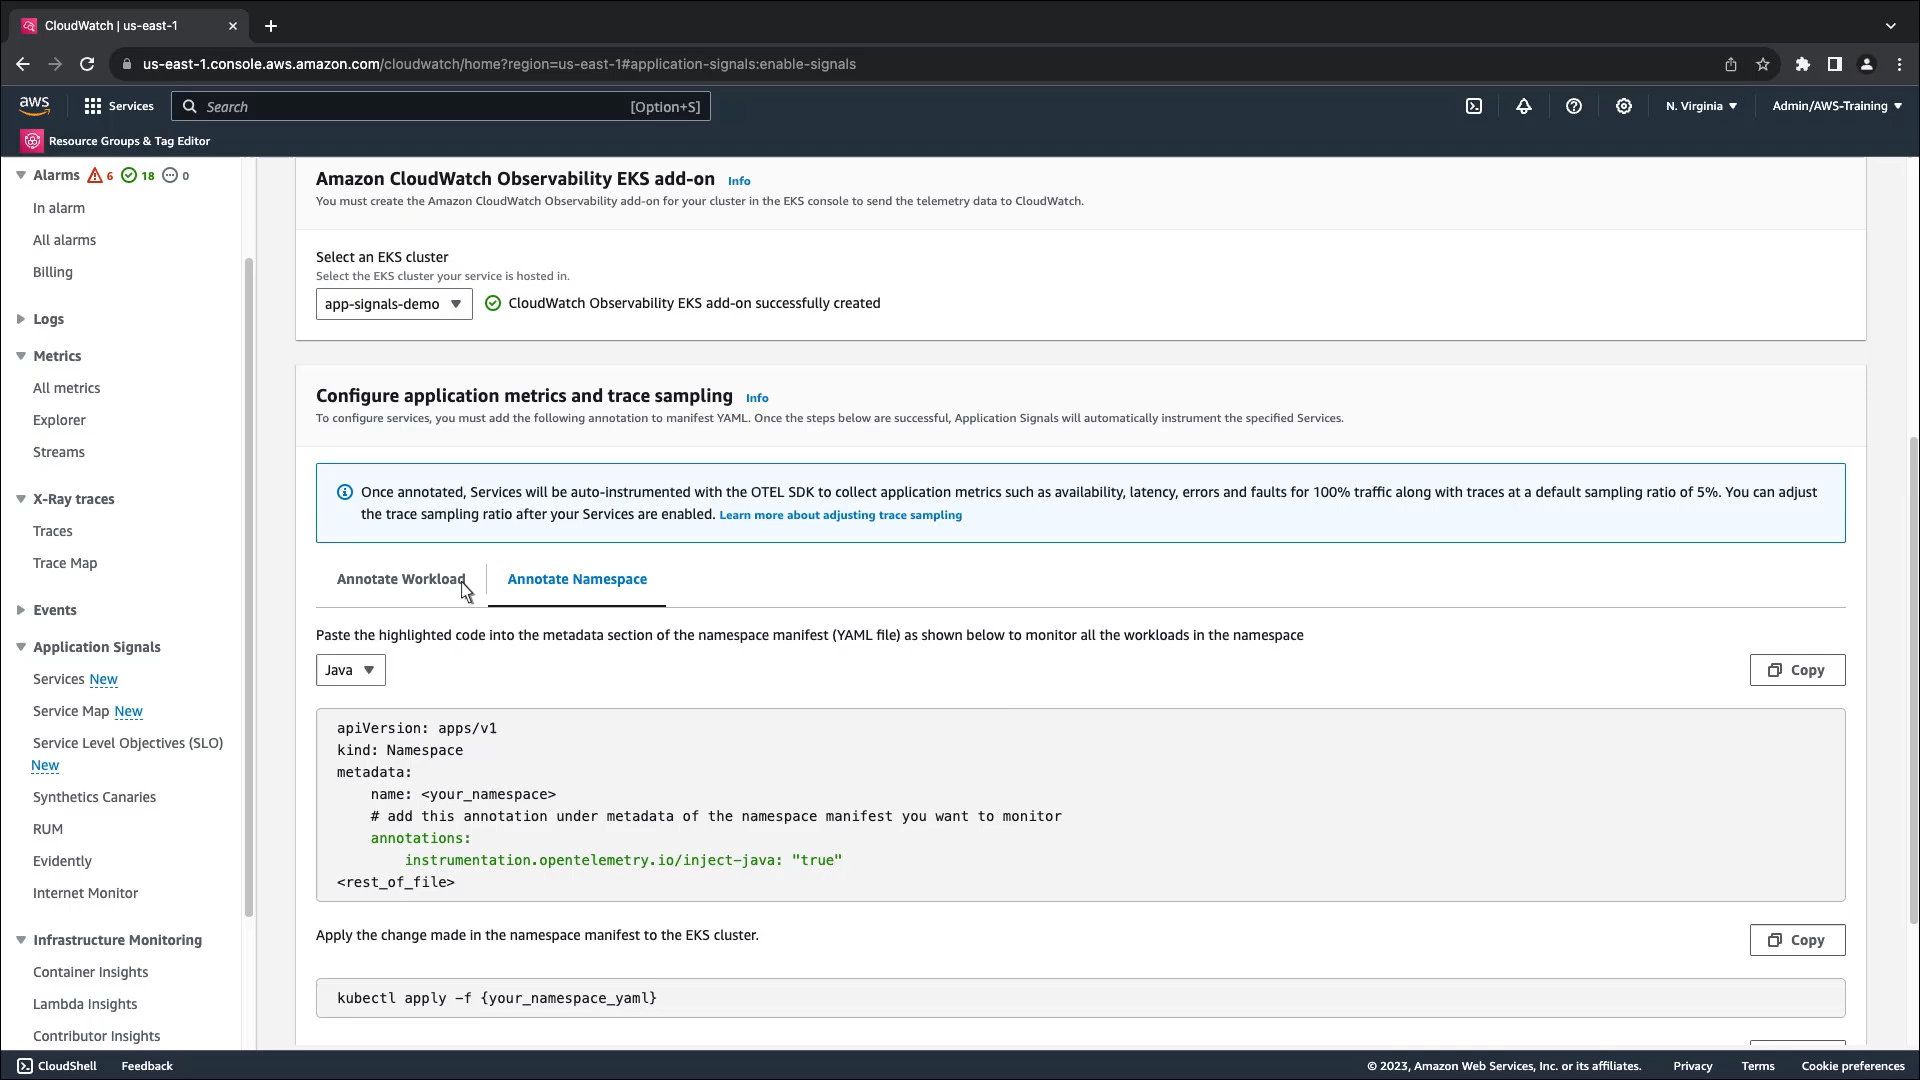 CloudWatch | us-east-1
us-east-1.console.aws.amazon.com/cloudwatch/home?region=us-east-1#application-signals:enable-signals
aws
Services
Search
[Option+S]
N. Virginia
Admin/AWS-Training
Resource Groups & Tag Editor
Alarms 6 18 0
In alarm
All alarms
Billing
Logs
Metrics
All metrics
Explorer
Streams
X-Ray traces
Traces
Trace Map
Events
Application Signals
Services New
Service Map New
Service Level Objectives (SLO)
New
Synthetics Canaries
RUM
Evidently
Internet Monitor
Infrastructure Monitoring
Container Insights
Lambda Insights
Contributor Insights
Amazon CloudWatch Observability EKS add-on Info
You must create the Amazon CloudWatch Observability add-on for your cluster in the EKS console to send the telemetry data to CloudWatch.
Select an EKS cluster
Select the EKS cluster your service is hosted in.
app-signals-demo
CloudWatch Observability EKS add-on successfully created
Configure application metrics and trace sampling Info
To configure services, you must add the following annotation to manifest YAML. Once the steps below are successful, Application Signals will automatically instrument the specified Services.
Once annotated, Services will be auto-instrumented with the OTEL SDK to collect application metrics such as availability, latency, errors and faults for 100% traffic along with traces at a default sampling ratio of 5%. You can adjust
the trace sampling ratio after your Services are enabled. Learn more about adjusting trace sampling
Annotate Workload
Annotate Namespace
Paste the highlighted code into the metadata section of the namespace manifest (YAML file) as shown below to monitor all the workloads in the namespace
Java
Copy
apiVersion: apps/v1
kind: Namespace
metadata:
name: <your_namespace>
# add this annotation under metadata of the namespace manifest you want to monitor
annotations:
instrumentation.opentelemetry.io/inject-java: "true"
<rest_of_file>
Apply the change made in the namespace manifest to the EKS cluster.
Copy
kubectl apply -f {your_namespace_yaml}
CloudShell
Feedback
© 2023, Amazon Web Services, Inc. or its affiliates.
Privacy
Terms
Cookie preferences